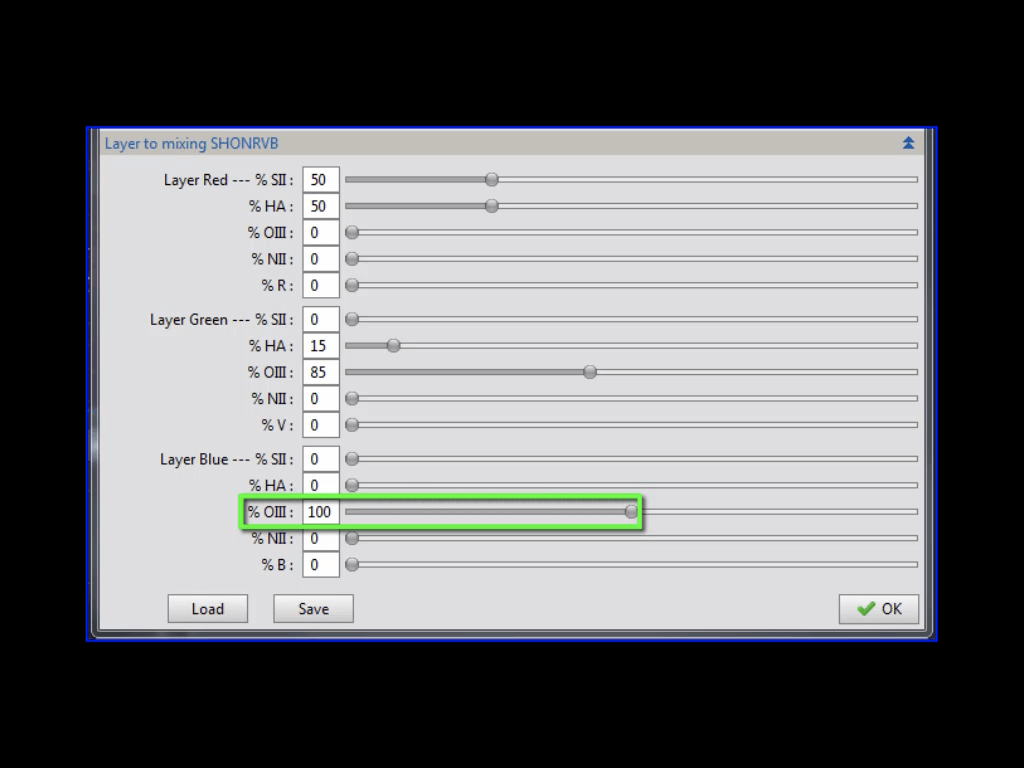 Layer to mixing SHONRVB
Layer Red --- % SII : 50
% HA : 50
% OIII : 0
% NII : 0
% R : 0
Layer Green --- % SII : 0
% HA : 15
% OIII : 85
% NII : 0
% V : 0
Layer Blue --- % SII : 0
% HA : 0
% OIII : 100
% NII : 0
% B : 0
Load Save OK